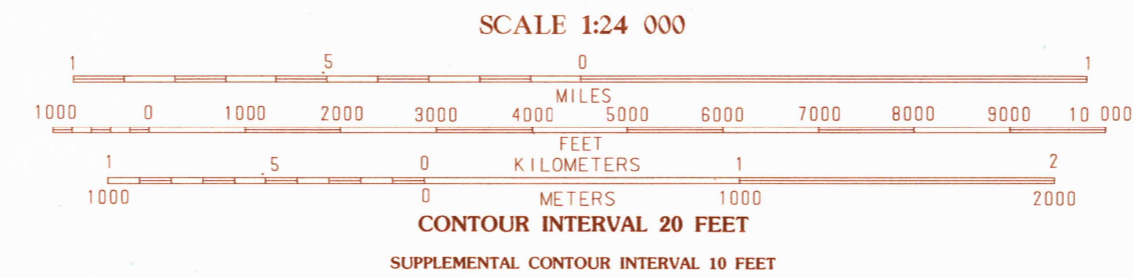 SCALE 1:24 000
1 .5 0 1
MILES
1000 0 1000 2000 3000 4000 5000 6000 7000 8000 9000 10 000
FEET
1 .5 0 KILOMETERS 1 2
1000 0 METERS 1000 2000
CONTOUR INTERVAL 20 FEET
SUPPLEMENTAL CONTOUR INTERVAL 10 FEET